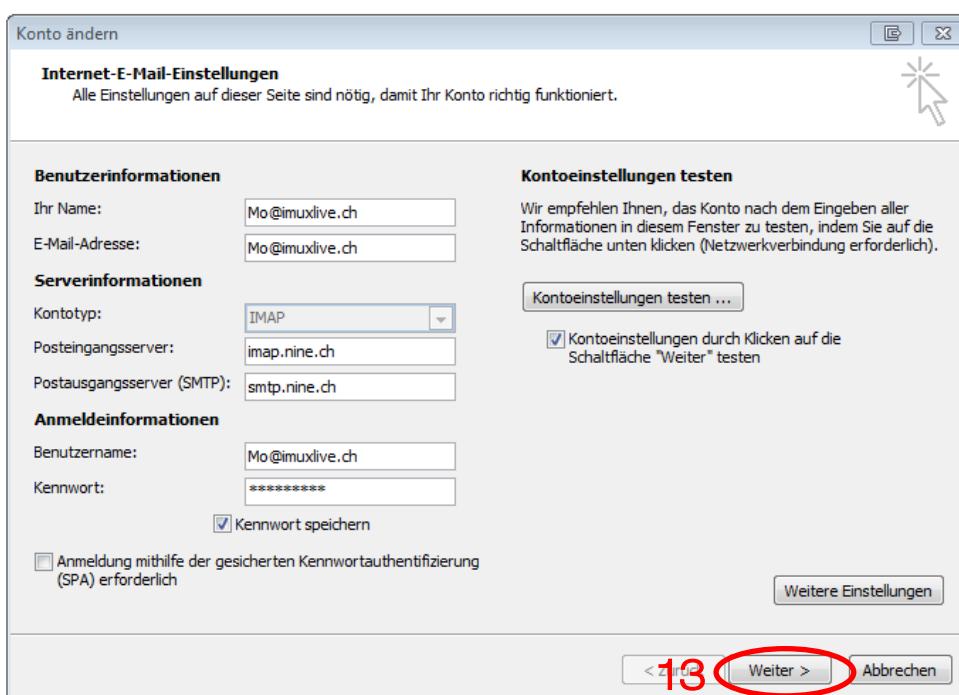 Konto ändern
Internet-E-Mail-Einstellungen
Alle Einstellungen auf dieser Seite sind nötig, damit Ihr Konto richtig funktioniert.
Benutzerinformationen
Ihr Name:
Mo@imuxlive.ch
E-Mail-Adresse:
Mo@imuxlive.ch
Serverinformationen
Kontotyp:
IMAP
Posteingangsserver:
imap.nine.ch
Postausgangsserver (SMTP):
smtp.nine.ch
Anmeldeinformationen
Benutzername:
Mo@imuxlive.ch
Kennwort:
*********
Kennwort speichern
Anmeldung mithilfe der gesicherten Kennwortauthentifizierung
(SPA) erforderlich
Kontoeinstellungen testen
Wir empfehlen Ihnen, das Konto nach dem Eingeben aller
Informationen in diesem Fenster zu testen, indem Sie auf die
Schaltfläche unten klicken (Netzwerkverbindung erforderlich).
Kontoeinstellungen testen ...
Kontoeinstellungen durch Klicken auf die
Schaltfläche "Weiter" testen
Weitere Einstellungen
13
Weiter >
Abbrechen